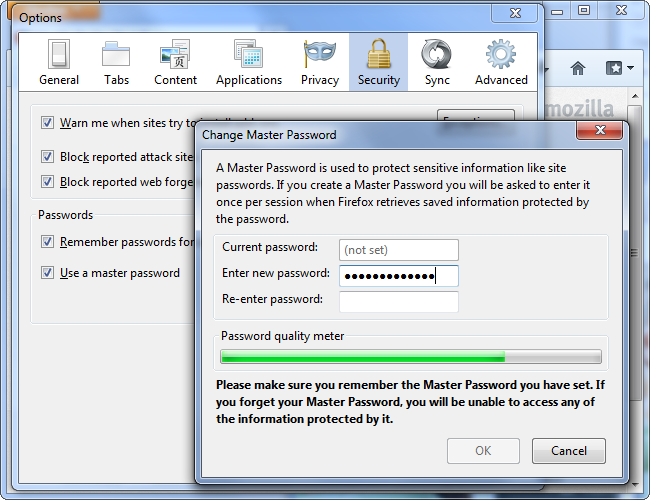 Options
General Tabs Content Applications Privacy Security Sync Advanced
mozilla
Warn me when sites try to
Block reported attack site
Block reported web forge
Passwords
Remember passwords for
Use a master password
Change Master Password
A Master Password is used to protect sensitive information like site
passwords. If you create a Master Password you will be asked to enter it
once per session when Firefox retrieves saved information protected by
the password.
Current password: (not set)
Enter new password: ●●●●●●●●●●●●●
Re-enter password:
Password quality meter
Please make sure you remember the Master Password you have set. If
you forget your Master Password, you will be unable to access any of
the information protected by it.
OK Cancel